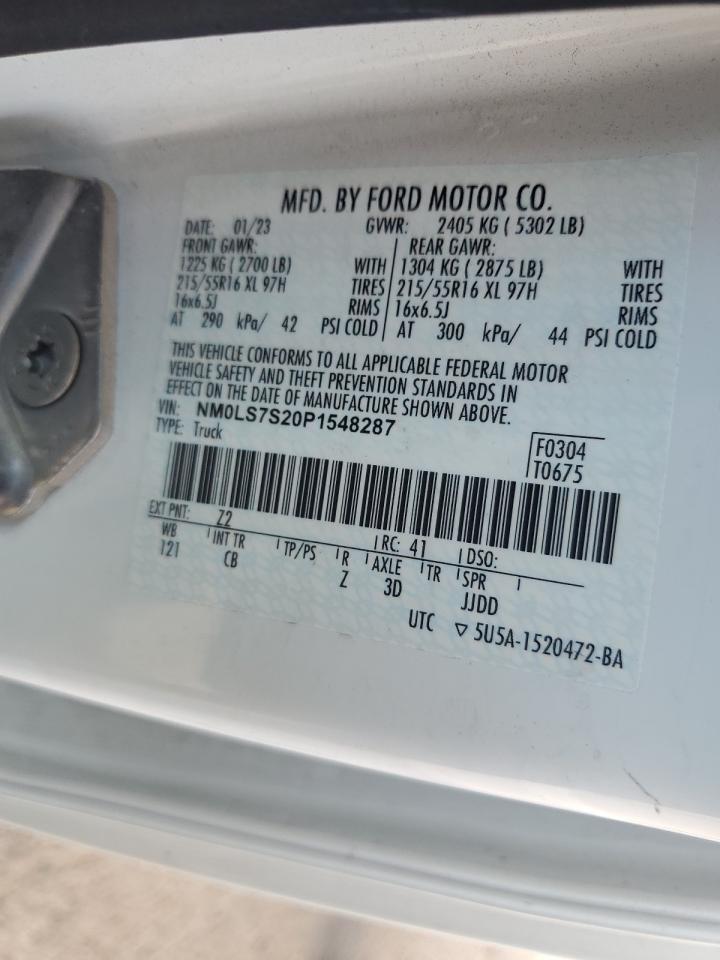 MFD. BY FORD MOTOR CO.
DATE: 01/23 GVWR: 2405 KG ( 5302 LB)
FRONT GAWR: REAR GAWR:
1225 KG ( 2700 LB) WITH 1304 KG ( 2875 LB) WITH
215/55R16 XL 97H TIRES 215/55R16 XL 97H TIRES
16x6.5J RIMS 16x6.5J RIMS
AT 290 kPa/ 42 PSI COLD AT 300 kPa/ 44 PSI COLD
THIS VEHICLE CONFORMS TO ALL APPLICABLE FEDERAL MOTOR
VEHICLE SAFETY AND THEFT PREVENTION STANDARDS IN
EFFECT ON THE DATE OF MANUFACTURE SHOWN ABOVE.
VIN: NM0LS7S20P1548287
TYPE: Truck
F0304
T0675
EXT PNT: Z2 RC: 41 DSO:
WB INT TR TP/PS R AXLE TR SPR
121 CB Z 3D JJDD
UTC ▽ 5U5A-1520472-BA